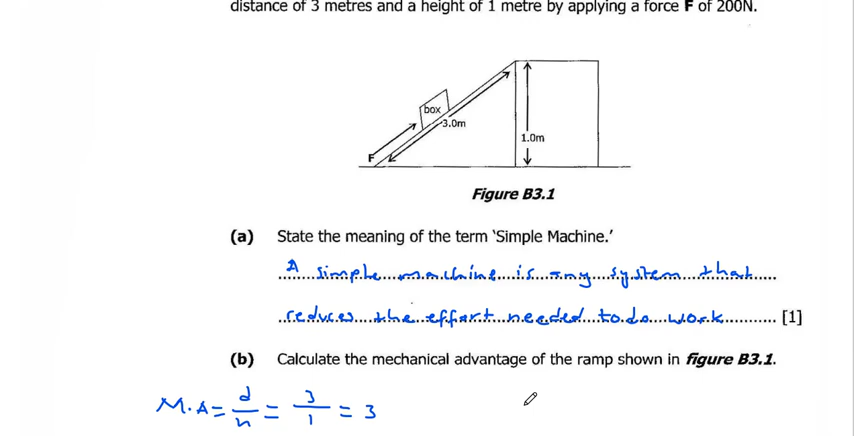 distance of 3 metres and a height of 1 metre by applying a force F of 200N.
box
3.0m
1.0m
F
Figure B3.1
(a) State the meaning of the term ‘Simple Machine.’
A simple machine is any system that
reduces the effort needed to do work [1]
(b) Calculate the mechanical advantage of the ramp shown in figure B3.1.
M.A = d/h = 3/1 = 3